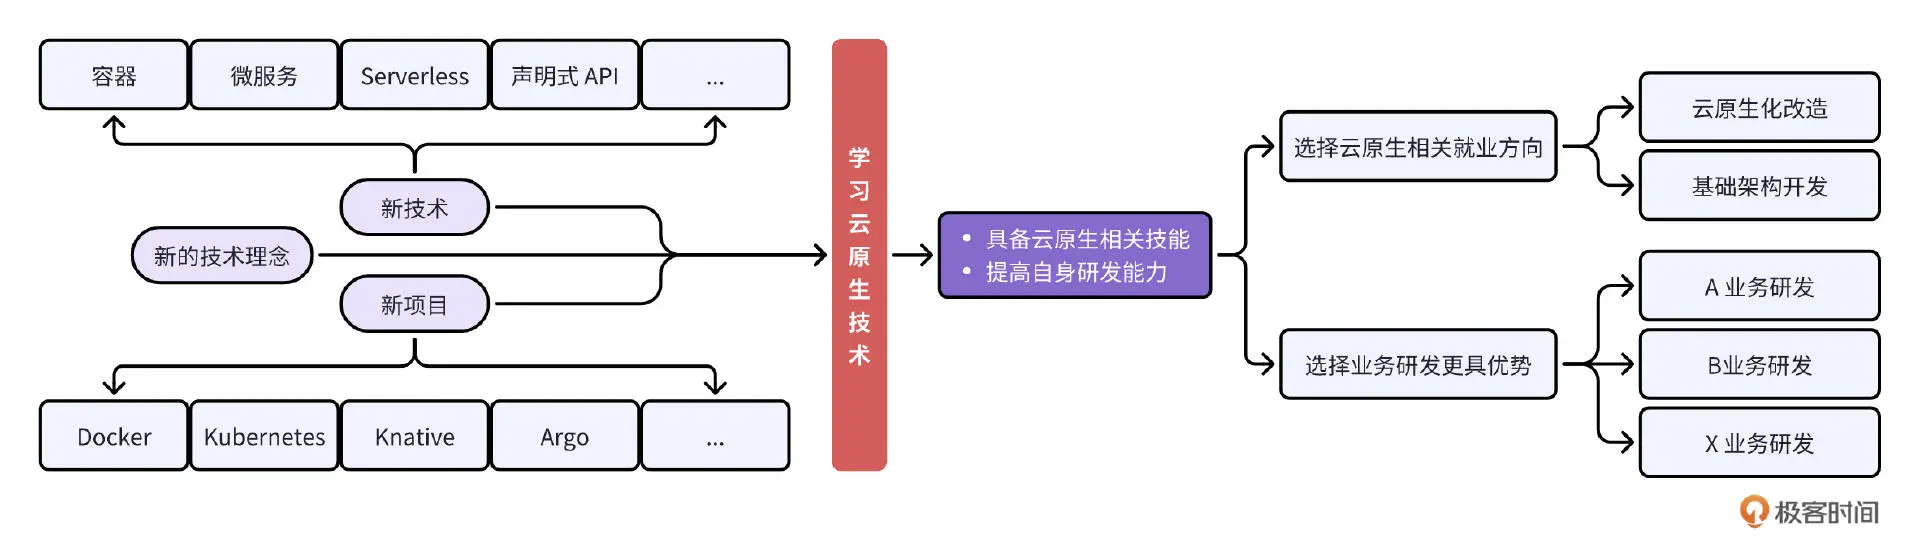 容器
微服务
Serverless
声明式 API
...
新技术
新的技术理念
新项目
Docker
Kubernetes
Knative
Argo
...
学习云原生技术
• 具备云原生相关技能
• 提高自身研发能力
选择云原生相关就业方向
云原生化改造
基础架构开发
选择业务研发更具优势
A 业务研发
B业务研发
X 业务研发
极客时间